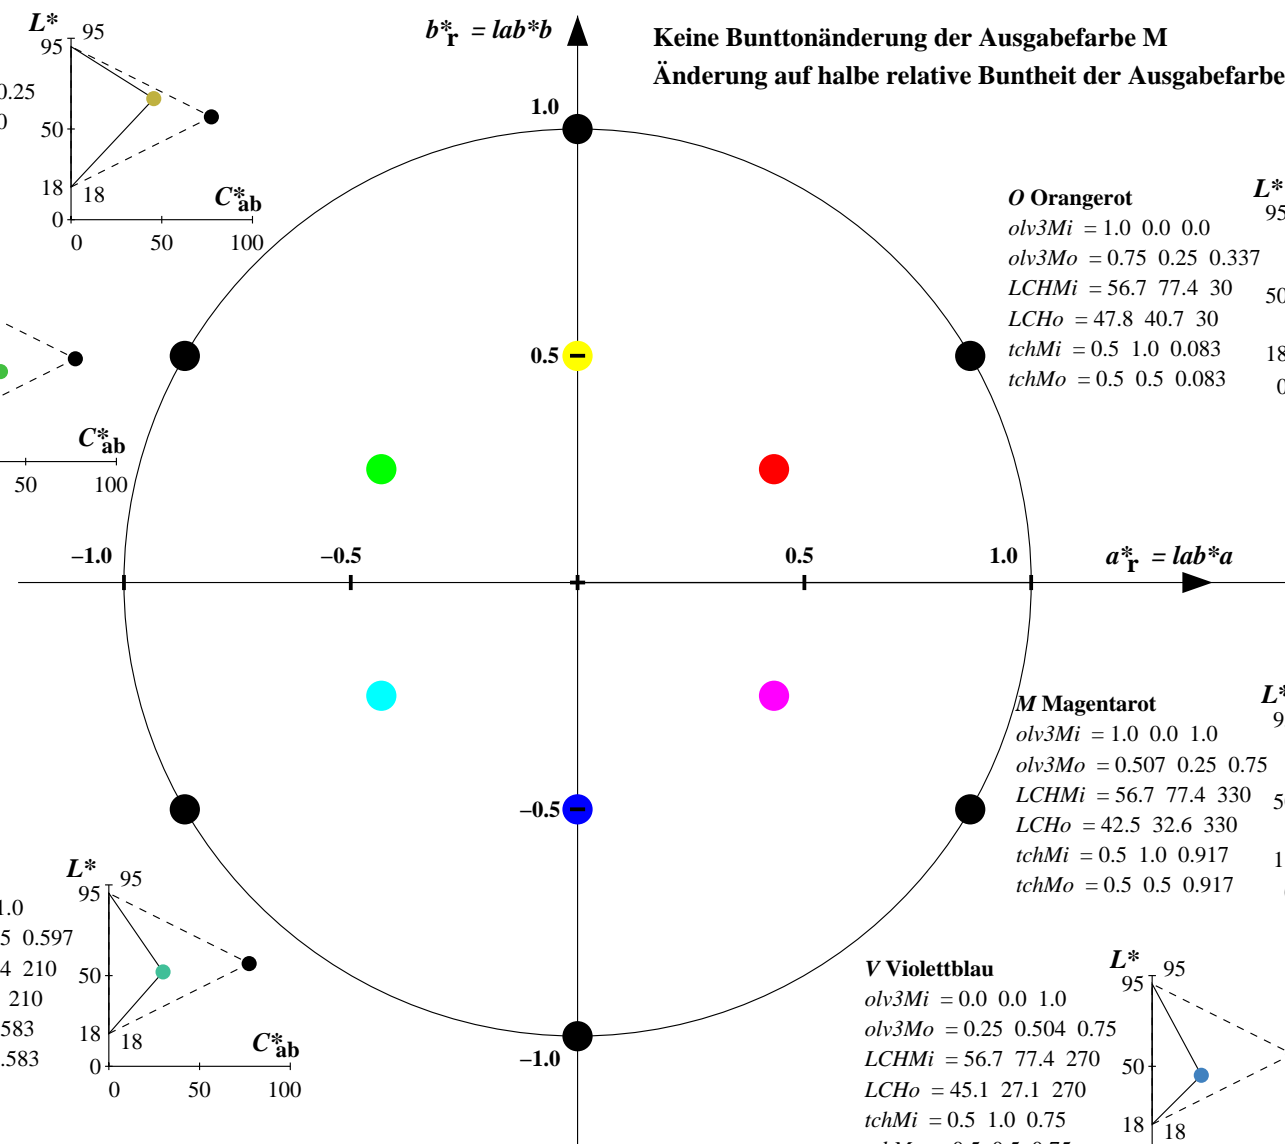 Keine Bunttonänderung der Ausgabefarbe M
Änderung auf halbe relative Buntheit der Ausgabefarbe
b*r = lab*b
a*r = lab*a
1.0
0.5
–0.5
–1.0
–1.0
–0.5
0.5
1.0
L*
95
95
50
18
18
0
C*ab
0 50 100
0.25
0
C*ab
50 100
O Orangerot
olv3Mi = 1.0 0.0 0.0
olv3Mo = 0.75 0.25 0.337
LCHMi = 56.7 77.4 30
LCHo = 47.8 40.7 30
tchMi = 0.5 1.0 0.083
tchMo = 0.5 0.5 0.083
L*
95
50
18
0
M Magentarot
olv3Mi = 1.0 0.0 1.0
olv3Mo = 0.507 0.25 0.75
LCHMi = 56.7 77.4 330
LCHo = 42.5 32.6 330
tchMi = 0.5 1.0 0.917
tchMo = 0.5 0.5 0.917
L*
1.0
5 0.597
4 210
210
583
.583
L*
95
95
50
18
18
0
C*ab
0 50 100
V Violettblau
olv3Mi = 0.0 0.0 1.0
olv3Mo = 0.25 0.504 0.75
LCHMi = 56.7 77.4 270
LCHo = 45.1 27.1 270
tchMi = 0.5 1.0 0.75
L*
95
95
50
18
18